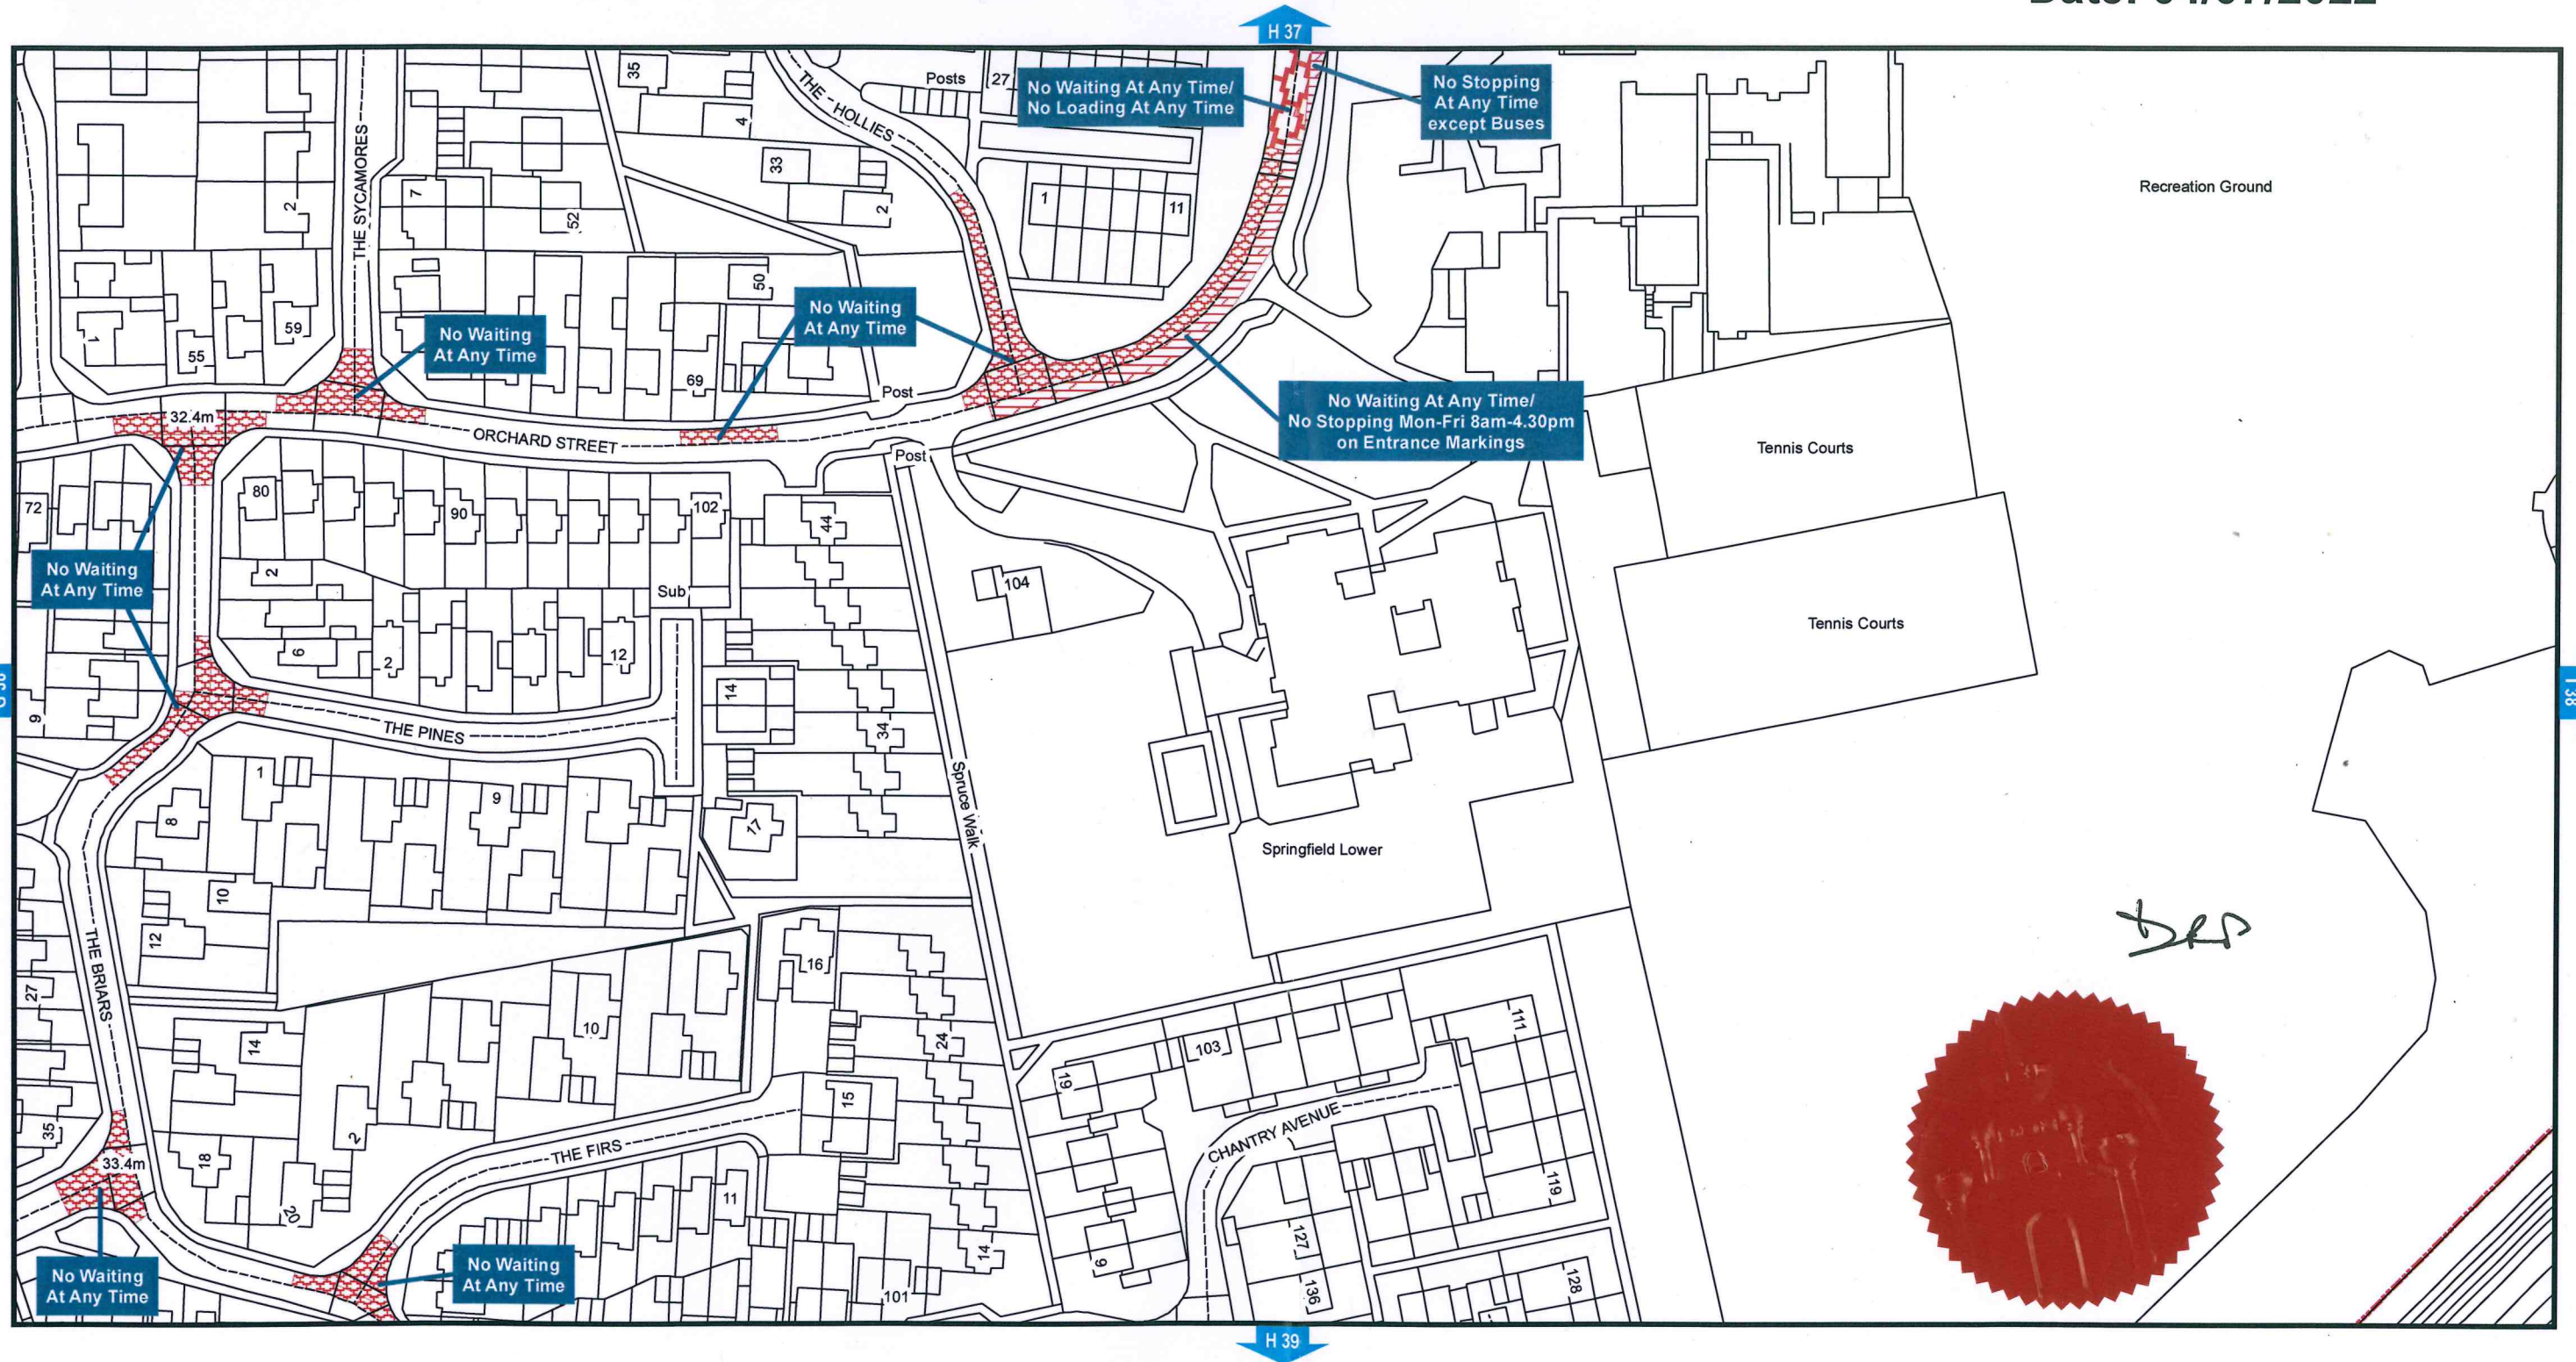 H 37
THE HOLLIES
Posts
27
35
4
No Waiting At Any Time/
No Loading At Any Time
No Stopping
At Any Time
except Buses
THE SYCAMORES
2
7
52
33
2
1
11
Recreation Ground
1
55
59
No Waiting
At Any Time
50
69
No Waiting
At Any Time
Post
No Waiting At Any Time/
No Stopping Mon-Fri 8am-4.30pm
on Entrance Markings
32.4m
ORCHARD STREET
Post
Tennis Courts
72
80
90
102
44
No Waiting
At Any Time
2
Sub
104
Tennis Courts
6
2
12
9
14
34
I 38
THE PINES
Spruce Walk
1
9
8
17
Springfield Lower
10
12
THE BRIARS
16
27
10
14
24
103
111
19
35
2
15
18
33.4m
THE FIRS
CHANTRY AVENUE
20
11
119
127
14
9
No Waiting
At Any Time
No Waiting
At Any Time
101
136
128
H 39